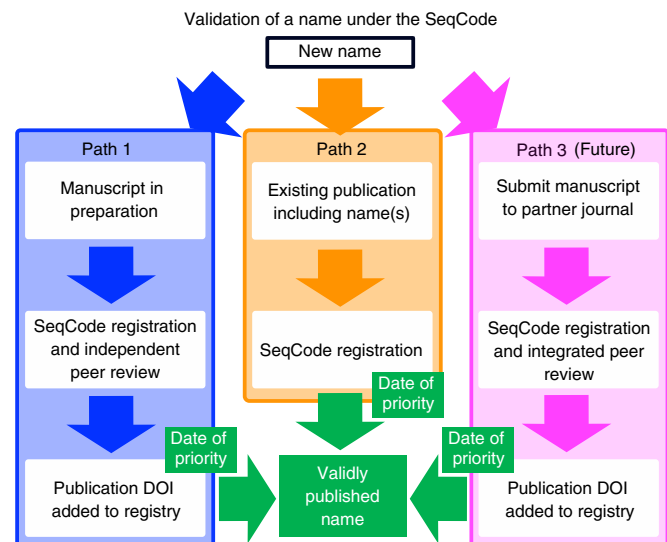 Validation of a name under the SeqCode
New name
Path 1
Manuscript in
preparation
SeqCode registration
and independent
peer review
Date of
priority
Publication DOI
added to registry
Path 2
Existing publication
including name(s)
SeqCode registration
Date of
priority
Validly
published
name
Path 3 (Future)
Submit manuscript
to partner journal
SeqCode registration
and integrated peer
review
Date of
priority
Publication DOI
added to registry